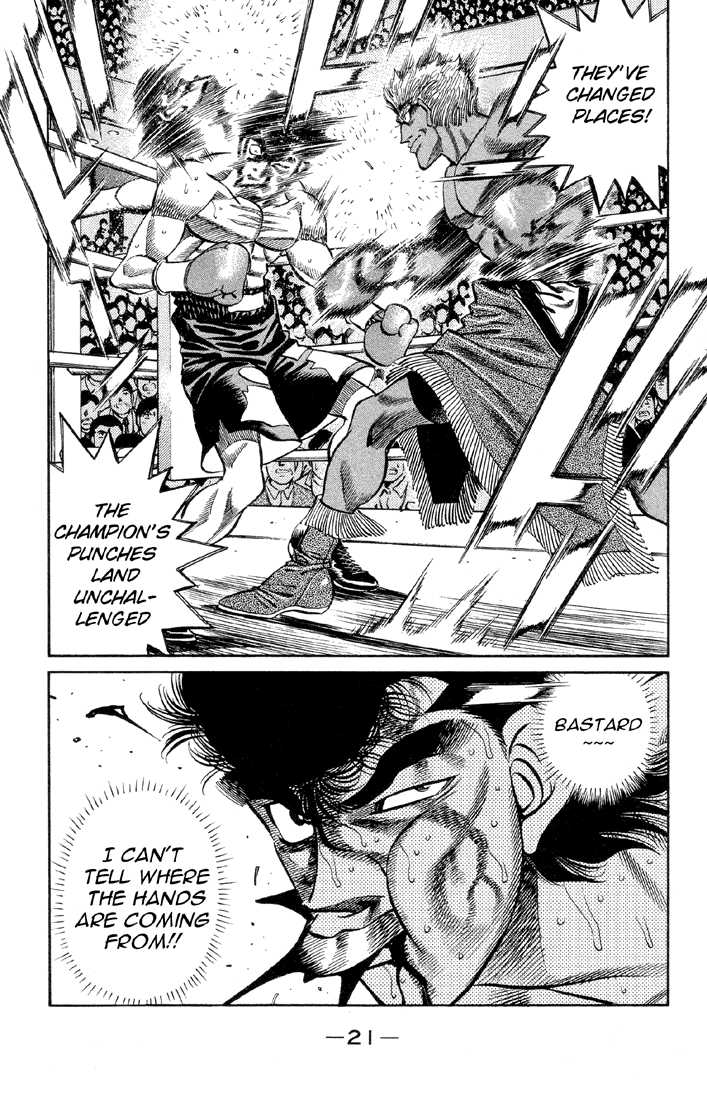 THEY'VE
CHANGED
PLACES!
THE
CHAMPION'S
PUNCHES
LAND
UNCHAL-
LENGED
BASTARD
~~~
I CAN'T
TELL WHERE
THE HANDS
ARE COMING
FROM!!
—21—